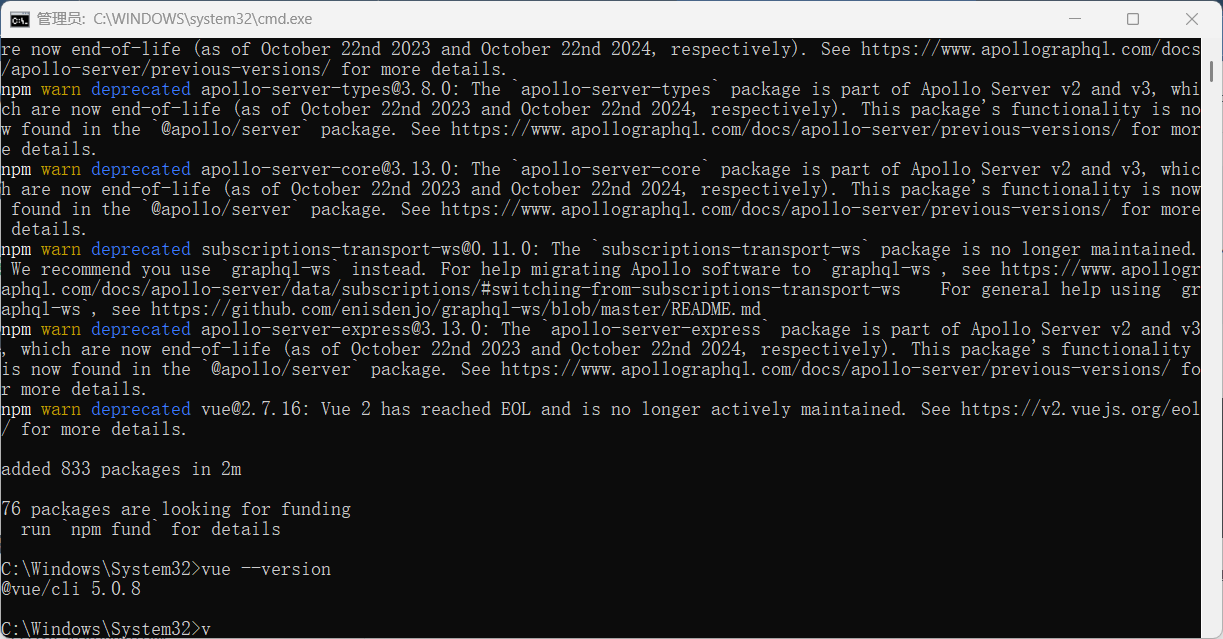 管理员: C:\WINDOWS\system32\cmd.exe
re now end-of-life (as of October 22nd 2023 and October 22nd 2024, respectively). See https://www.apollographql.com/docs
/apollo-server/previous-versions/ for more details.
npm warn deprecated apollo-server-types@3.8.0: The `apollo-server-types` package is part of Apollo Server v2 and v3, whi
ch are now end-of-life (as of October 22nd 2023 and October 22nd 2024, respectively). This package's functionality is no
w found in the `@apollo/server` package. See https://www.apollographql.com/docs/apollo-server/previous-versions/ for mor
e details.
npm warn deprecated apollo-server-core@3.13.0: The `apollo-server-core` package is part of Apollo Server v2 and v3, whic
h are now end-of-life (as of October 22nd 2023 and October 22nd 2024, respectively). This package's functionality is now
 found in the `@apollo/server` package. See https://www.apollographql.com/docs/apollo-server/previous-versions/ for more
 details.
npm warn deprecated subscriptions-transport-ws@0.11.0: The `subscriptions-transport-ws` package is no longer maintained.
 We recommend you use `graphql-ws` instead. For help migrating Apollo software to `graphql-ws`, see https://www.apollogr
aphql.com/docs/apollo-server/data/subscriptions/#switching-from-subscriptions-transport-ws    For general help using `gr
aphql-ws`, see https://github.com/enisdenjo/graphql-ws/blob/master/README.md
npm warn deprecated apollo-server-express@3.13.0: The `apollo-server-express` package is part of Apollo Server v2 and v3
, which are now end-of-life (as of October 22nd 2023 and October 22nd 2024, respectively). This package's functionality
is now found in the `@apollo/server` package. See https://www.apollographql.com/docs/apollo-server/previous-versions/ fo
r more details.
npm warn deprecated vue@2.7.16: Vue 2 has reached EOL and is no longer actively maintained. See https://v2.vuejs.org/eol
/ for more details.
added 833 packages in 2m
76 packages are looking for funding
  run `npm fund` for details
C:\Windows\System32>vue --version
@vue/cli 5.0.8
C:\Windows\System32>v